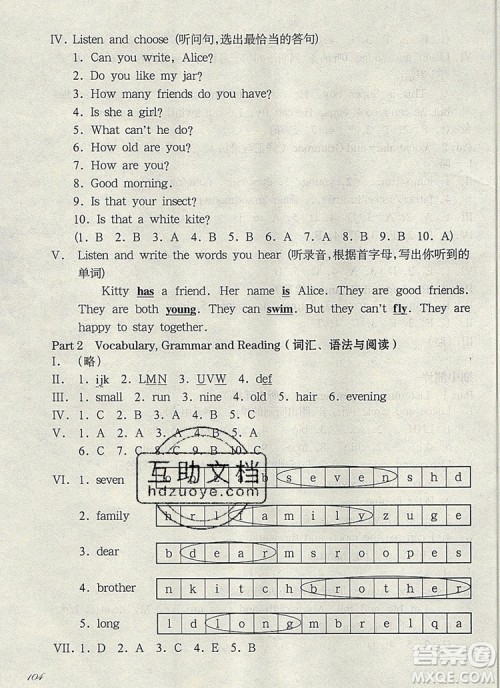 IV. Listen and choose (听问句,选出最恰当的答句)
1. Can you write, Alice?
2. Do you like my jar?
3. How many friends do you have?
4. Is she a girl?
5. What can't he do?
6. How old are you?
7. How are you?
8. Good morning.
9. Is that your insect?
10. Is that a white kite?
(1. B 2. B 3. A 4. B 5. A 6. B 7. A 8. B 9. B 10. A)
V. Listen and write the words you hear (听录音,根据首字母,写出你听到的
单词)
Kitty has a friend. Her name is Alice. They are good friends.
They are both young. They can swim. But they can't fly. They are
happy to stay together.
Part 2 Vocabulary, Grammar and Reading (词汇、语法与阅读)
I. (略)
II. 1. ijk 2. LMN 3. UVW 4. def
III. 1. small 2. run 3. nine 4. old 5. hair 6. evening
IV. 1. C 2. B
V. 1. A 2. C 3. A 4. B 5. A
6. C 7. C 8. B 9. C 10. B
VI. 1. seven
s e v e n s h d
2. family
h r l f a m i l y z u g e
3. dear
b d e a r m s r o o p e s
4. brother
n k i t c h b r o t h e r
5. long
l d l o n g m b e r l q a
VII. 1. D 2. A 3. C 4. A 5. B
104
互助文档
hdzuoye.com
答案圈
MXQE.COM